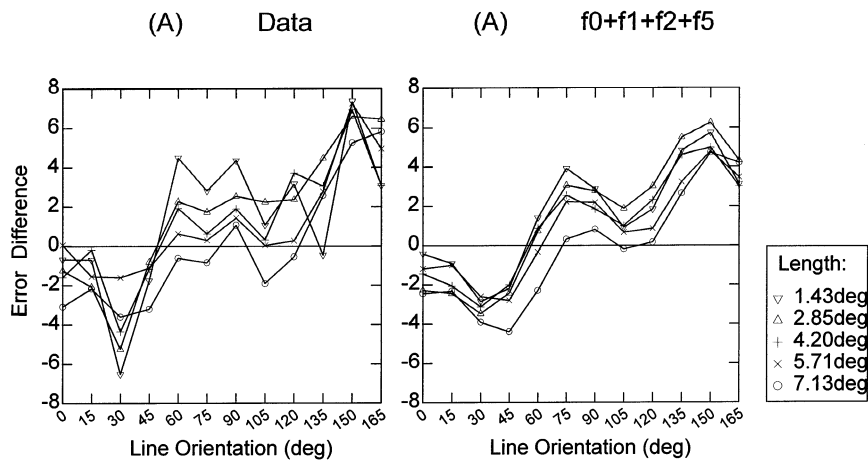 (A) Data
(A) f0+f1+f2+f5
Error Difference
8
6
4
2
0
-2
-4
-6
-8
0 15 30 45 60 75 90 105 120 135 150 165
Line Orientation (deg)
8
6
4
2
0
-2
-4
-6
-8
0 15 30 45 60 75 90 105 120 135 150 165
Line Orientation (deg)
Length:
1.43deg
2.85deg
4.20deg
5.71deg
7.13deg